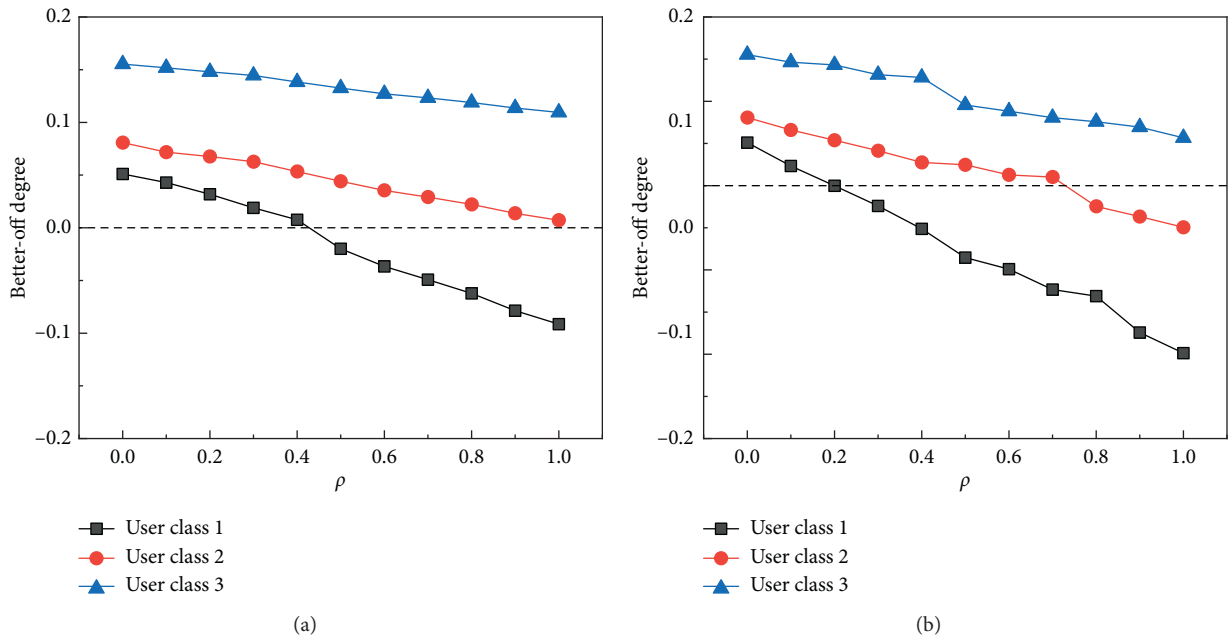 0.2
0.1
0.0
–0.1
–0.2
Better-off degree
0.0 0.2 0.4 0.6 0.8 1.0
ρ
User class 1
User class 2
User class 3
(a)
0.2
0.1
0.0
–0.1
–0.2
Better-off degree
0.0 0.2 0.4 0.6 0.8 1.0
ρ
User class 1
User class 2
User class 3
(b)